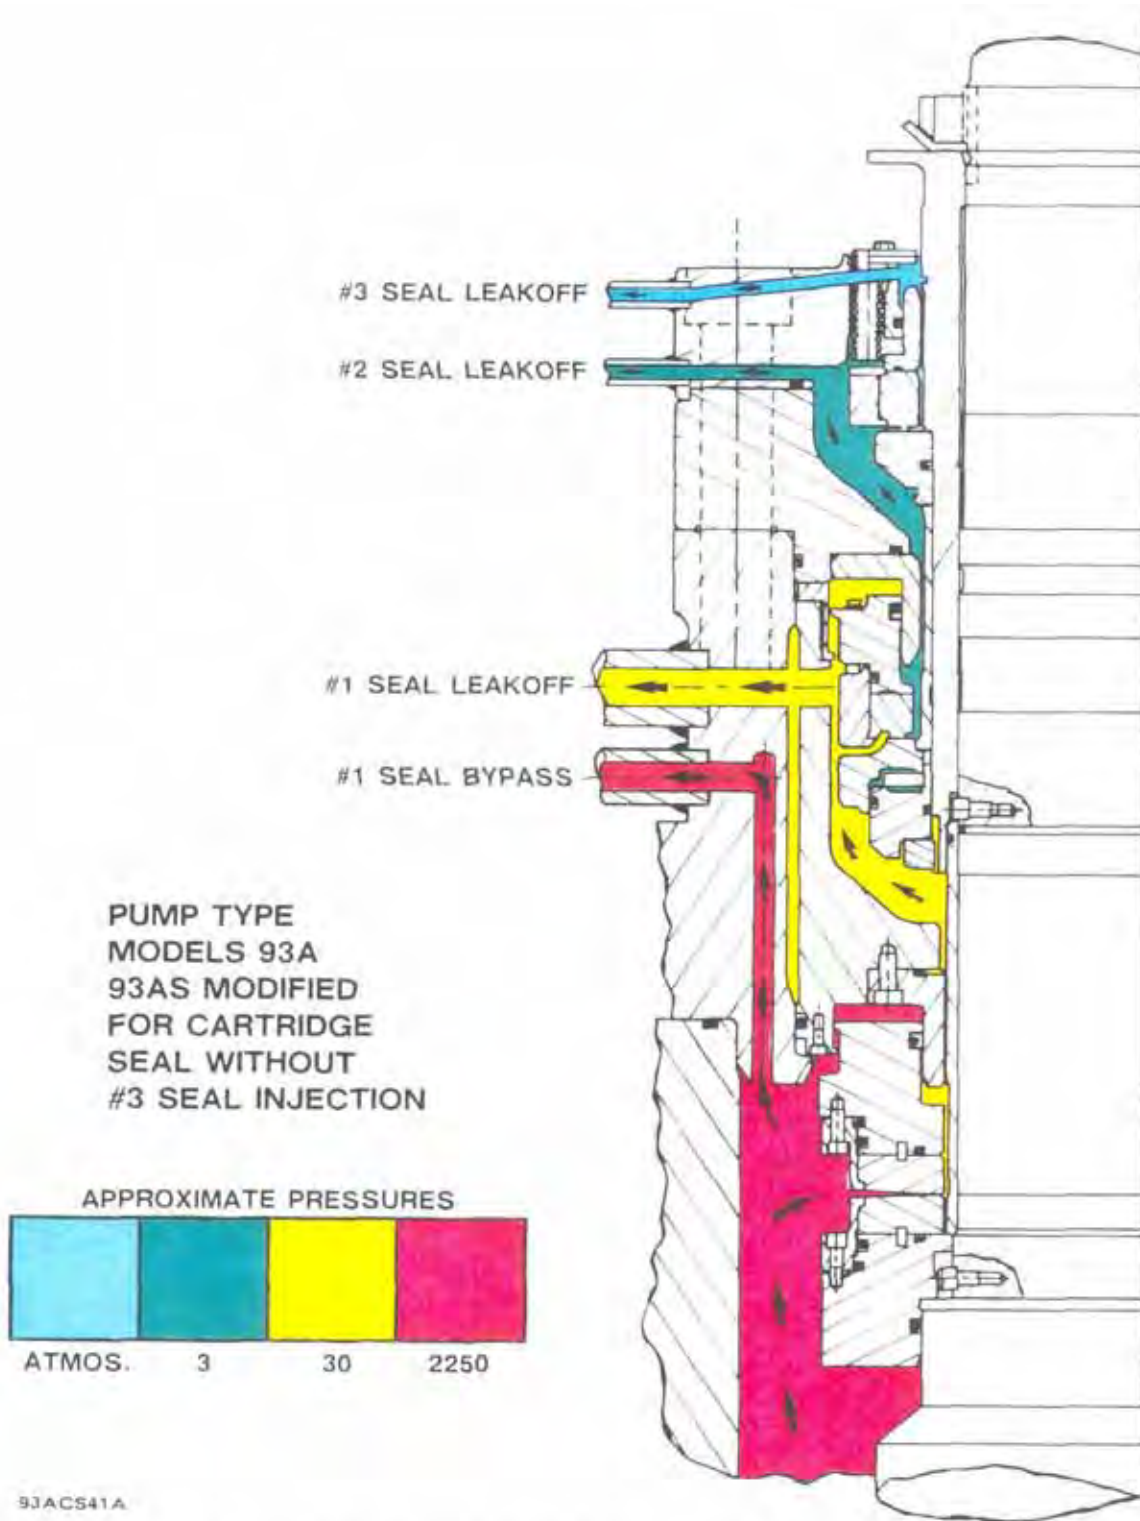 #3 SEAL LEAKOFF
#2 SEAL LEAKOFF
#1 SEAL LEAKOFF
#1 SEAL BYPASS
PUMP TYPE
MODELS 93A
93AS MODIFIED
FOR CARTRIDGE
SEAL WITHOUT
#3 SEAL INJECTION
APPROXIMATE PRESSURES
ATMOS. 3 30 2250
93ACS41A